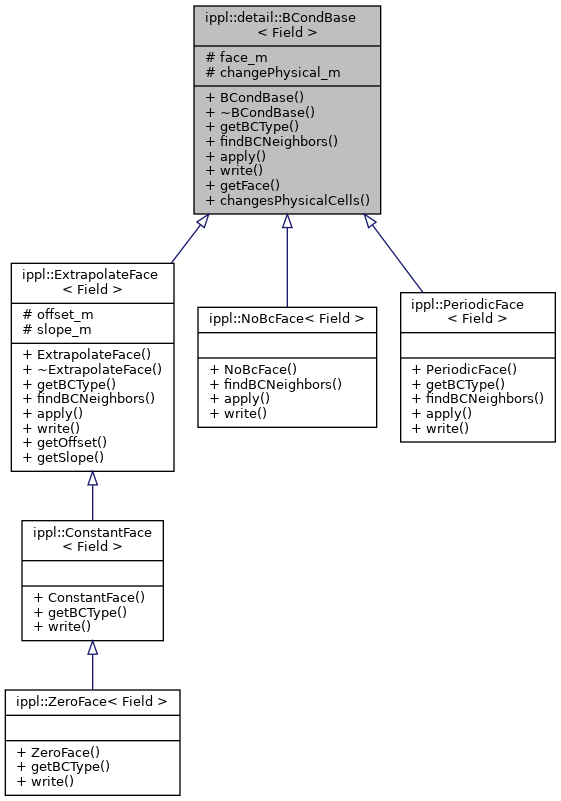 ippl::detail::BCondBase
< Field >
# face_m
# changePhysical_m
+ BCondBase()
+ ~BCondBase()
+ getBCType()
+ findBCNeighbors()
+ apply()
+ write()
+ getFace()
+ changesPhysicalCells()
ippl::ExtrapolateFace
< Field >
# offset_m
# slope_m
+ ExtrapolateFace()
+ ~ExtrapolateFace()
+ getBCType()
+ findBCNeighbors()
+ apply()
+ write()
+ getOffset()
+ getSlope()
ippl::NoBcFace< Field >
+ NoBcFace()
+ findBCNeighbors()
+ apply()
+ write()
ippl::PeriodicFace
< Field >
+ PeriodicFace()
+ getBCType()
+ findBCNeighbors()
+ apply()
+ write()
ippl::ConstantFace
< Field >
+ ConstantFace()
+ getBCType()
+ write()
ippl::ZeroFace< Field >
+ ZeroFace()
+ getBCType()
+ write()